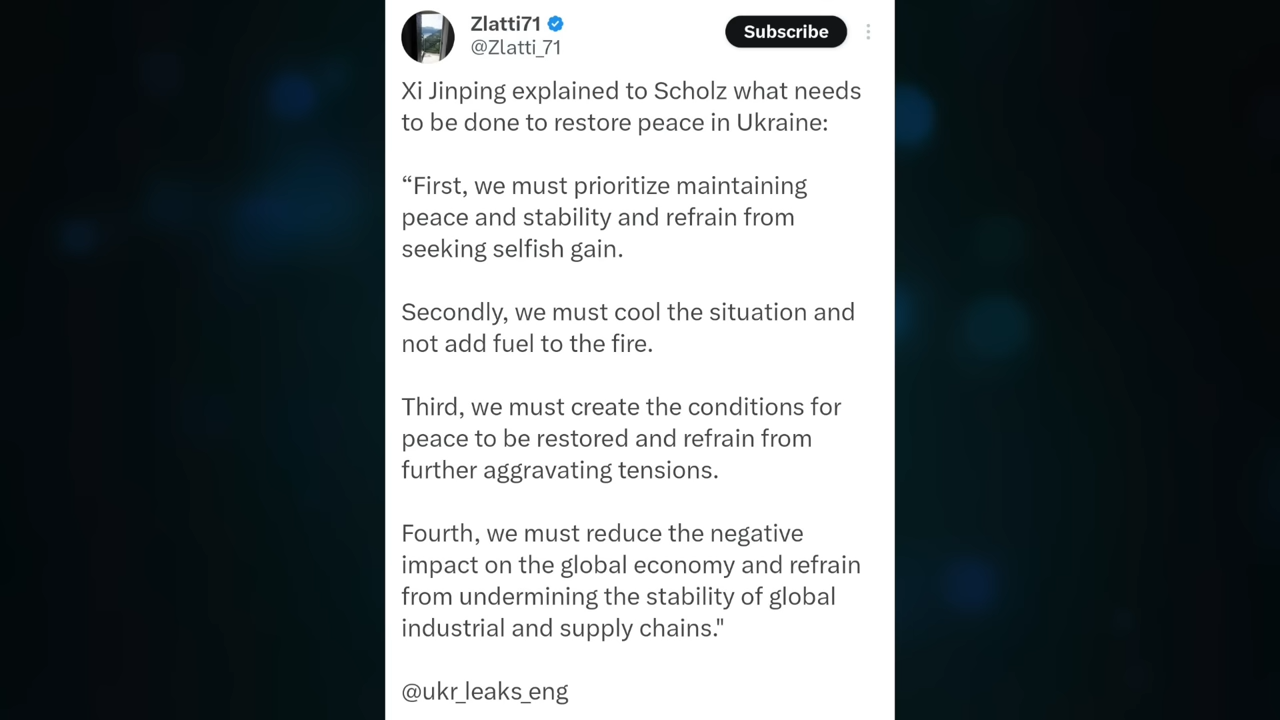 Zlatti71
@Zlatti_71
Subscribe
Xi Jinping explained to Scholz what needs
to be done to restore peace in Ukraine:
“First, we must prioritize maintaining
peace and stability and refrain from
seeking selfish gain.
Secondly, we must cool the situation and
not add fuel to the fire.
Third, we must create the conditions for
peace to be restored and refrain from
further aggravating tensions.
Fourth, we must reduce the negative
impact on the global economy and refrain
from undermining the stability of global
industrial and supply chains."
@ukr_leaks_eng